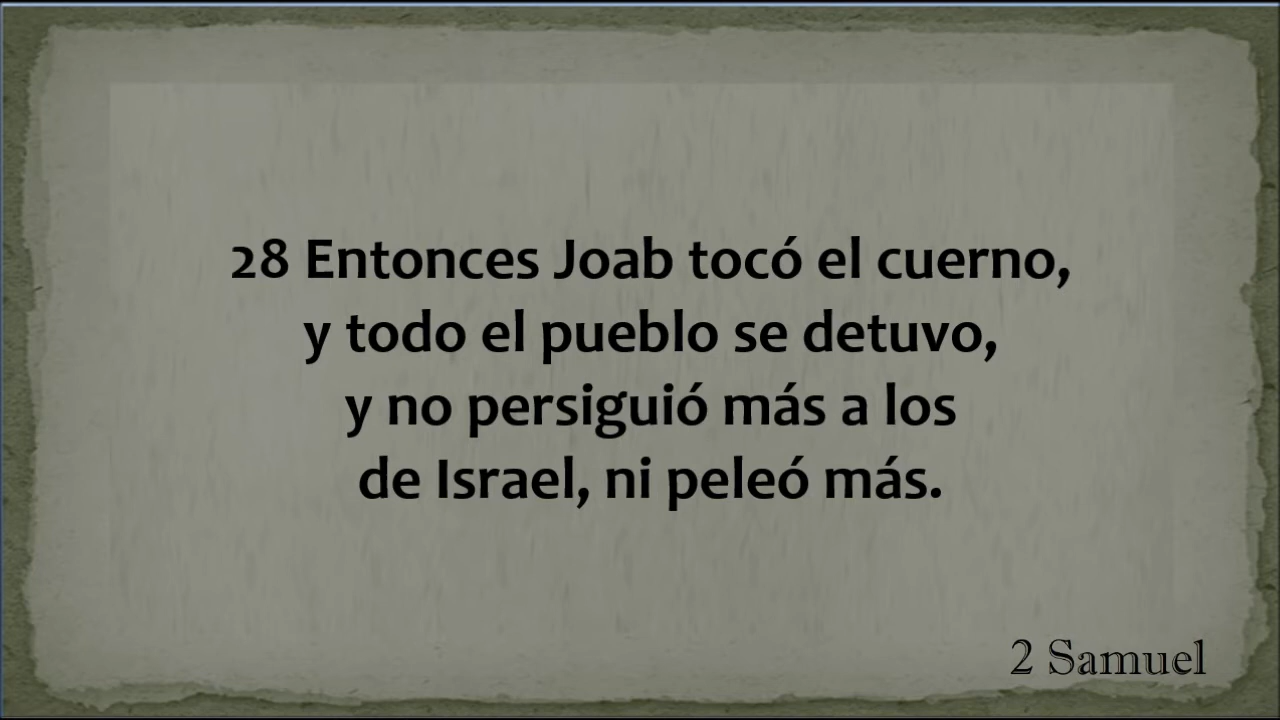 28 Entonces Joab tocó el cuerno,
y todo el pueblo se detuvo,
y no persiguió más a los
de Israel, ni peleó más.
2 Samuel